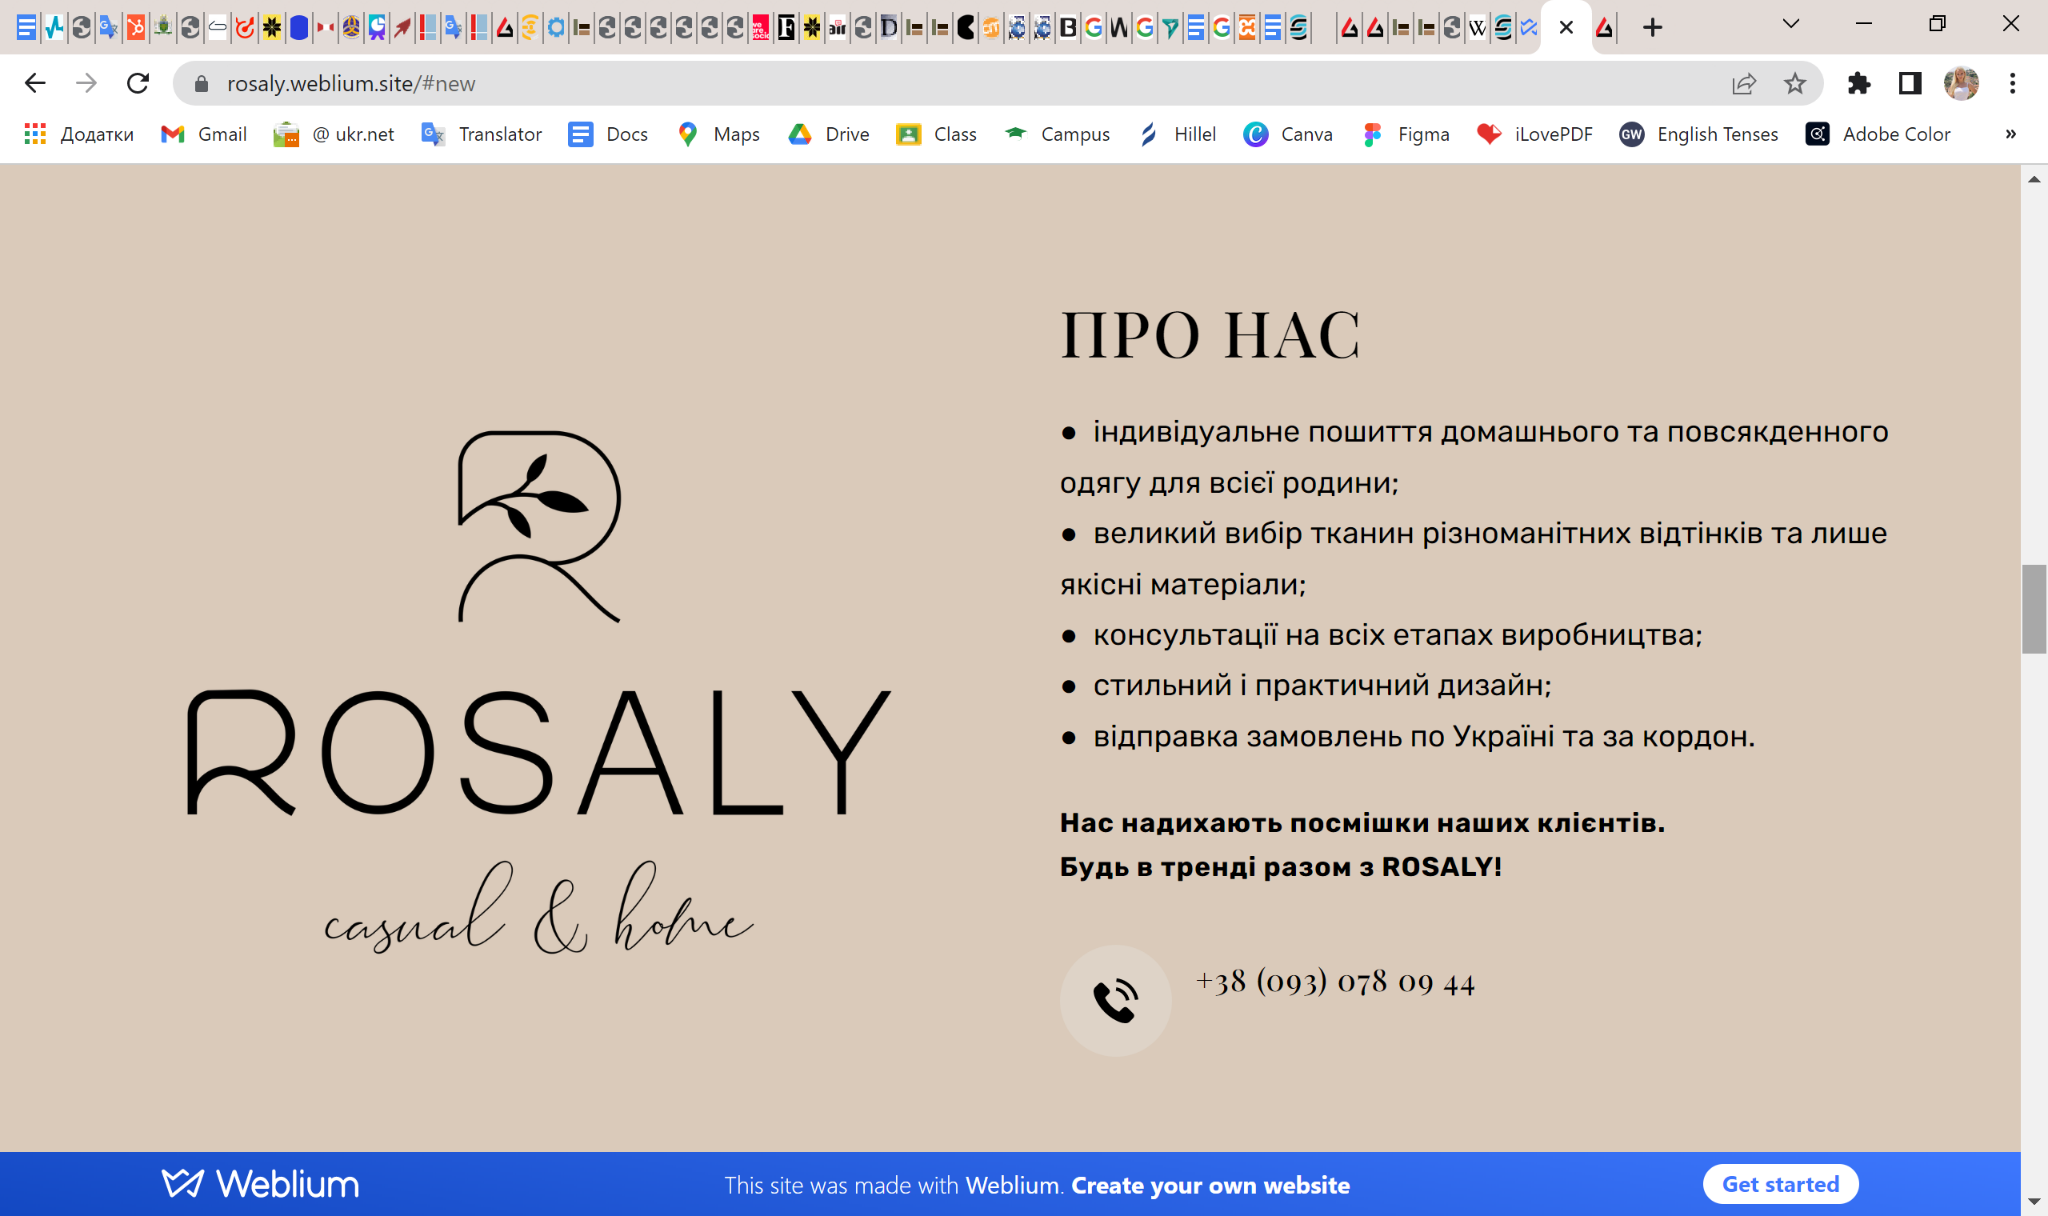 rosaly.weblium.site/#new
Додатки Gmail @ ukr.net Translator Docs Maps Drive Class Campus Hillel Canva Figma iLovePDF GW English Tenses Adobe Color »
ПРО НАС
● індивідуальне пошиття домашнього та повсякденного
одягу для всієї родини;
● великий вибір тканин різноманітних відтінків та лише
якісні матеріали;
● консультації на всіх етапах виробництва;
● стильний і практичний дизайн;
● відправка замовлень по Україні та за кордон.
Нас надихають посмішки наших клієнтів.
Будь в тренді разом з ROSALY!
+38 (093) 078 09 44
R
ROSALY
casual & home
Weblium
This site was made with Weblium. Create your own website
Get started